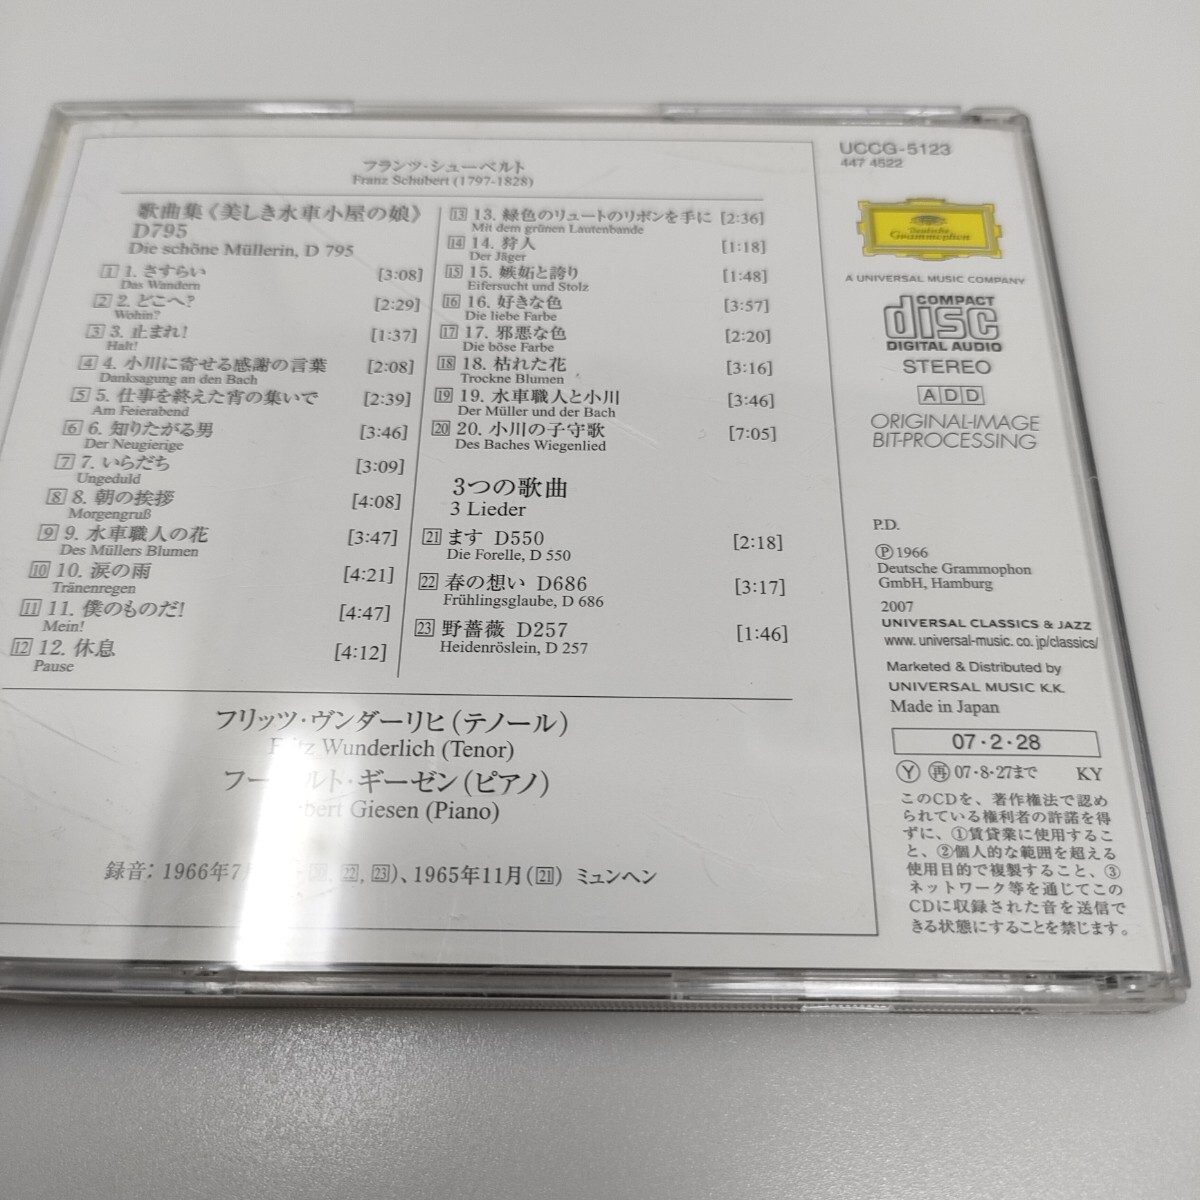 フランツ・シューベルト
Franz Schubert (1797-1828)
歌曲集《美しき水車小屋の娘》
D795
Die schöne Müllerin, D 795
1 1. さすらい [3:08]
Das Wandern
2 2. どこへ? [2:29]
Wohin?
3 3. 止まれ! [1:37]
Halt!
4 4. 小川に寄せる感謝の言葉 [2:08]
Danksagung an den Bach
5 5. 仕事を終えた宵の集いで [2:39]
Am Feierabend
6 6. 知りたがる男 [3:46]
Der Neugierige
7 7. いらだち [3:09]
Ungeduld
8 8. 朝の挨拶 [4:08]
Morgengruß
9 9. 水車職人の花 [3:47]
Des Müllers Blumen
10 10. 涙の雨 [4:21]
Tränenregen
11 11. 僕のものだ! [4:47]
Mein!
12 12. 休息 [4:12]
Pause
13 13. 緑色のリュートのリボンを手に [2:36]
Mit dem grünen Lautenbande
14 14. 狩人 [1:18]
Der Jäger
15 15. 嫉妬と誇り [1:48]
Eifersucht und Stolz
16 16. 好きな色 [3:57]
Die liebe Farbe
17 17. 邪悪な色 [2:20]
Die böse Farbe
18 18. 枯れた花 [3:16]
Trockne Blumen
19 19. 水車職人と小川 [3:46]
Der Müller und der Bach
20 20. 小川の子守歌 [7:05]
Des Baches Wiegenlied
3つの歌曲
3 Lieder
21 ます D550 [2:18]
Die Forelle, D 550
22 春の想い D686 [3:17]
Frühlingsglaube, D 686
23 野薔薇 D257 [1:46]
Heidenröslein, D 257
フリッツ・ヴンダーリヒ(テノール)
Fritz Wunderlich (Tenor)
ルト・ギーゼン(ピアノ)
Giesen (Piano)
録音: 1966年7 20, 22, 23)、1965年11月(21) ミュンヘン
UCCG-5123
447 4522
Deutsche
Grammophon
A UNIVERSAL MUSIC COMPANY
COMPACT
disc
DIGITAL AUDIO
STEREO
ADD
ORIGINAL-IMAGE
BIT-PROCESSING
P.D.
Ⓟ1966
Deutsche Grammophon
GmbH, Hamburg
2007
UNIVERSAL CLASSICS & JAZZ
www. universal-music. co. jp/classics/
Marketed & Distributed by
UNIVERSAL MUSIC K.K.
Made in Japan
07・2・28
Ⓨ 再 07・8・27まで KY
このCDを、著作権法で認め
られている権利者の許諾を得
ずに、①賃貸業に使用するこ
と、②個人的な範囲を超える
使用目的で複製すること、③
ネットワーク等を通じてこの
CDに収録された音を送信で
きる状態にすることを禁じます。